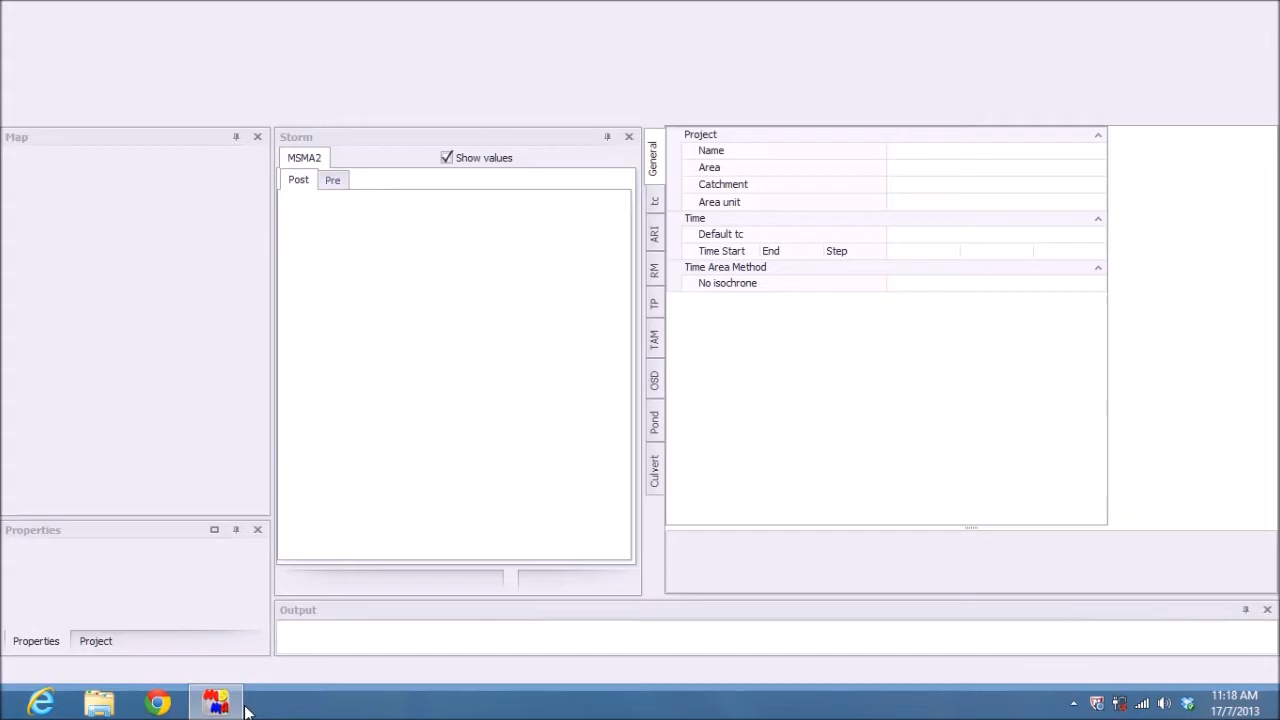 Map
Storm
MSMA2
Show values
Post
Pre
General
tc
ARI
RM
TP
TAM
OSD
Pond
Culvert
Project
Name
Area
Catchment
Area unit
Time
Default tc
Time Start End Step
Time Area Method
No isochrone
Properties
Properties
Project
Output
11:18 AM
17/7/2013